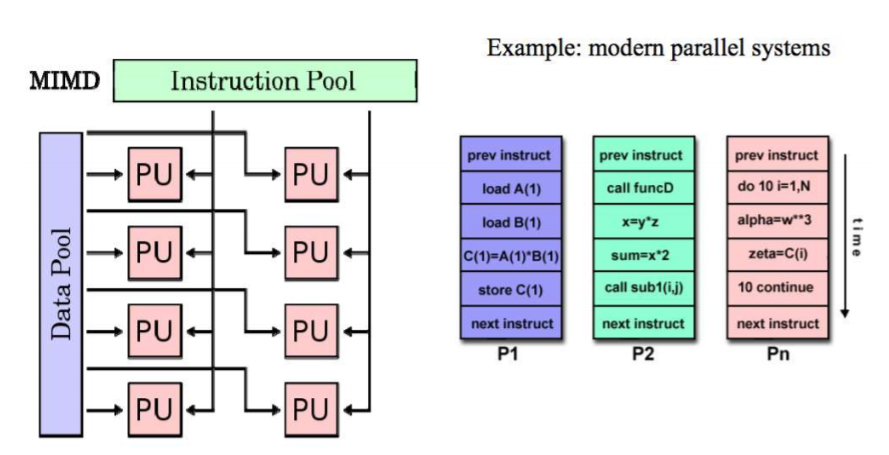 Example: modern parallel systems
MIMD
Instruction Pool
Data Pool
PU PU
PU PU
PU PU
PU PU
prev instruct
load A(1)
load B(1)
C(1)=A(1)*B(1)
store C(1)
next instruct
P1
prev instruct
call funcD
x=y*z
sum=x*2
call sub1(i,j)
next instruct
P2
prev instruct
do 10 i=1,N
alpha=w**3
zeta=C(i)
10 continue
next instruct
Pn
time